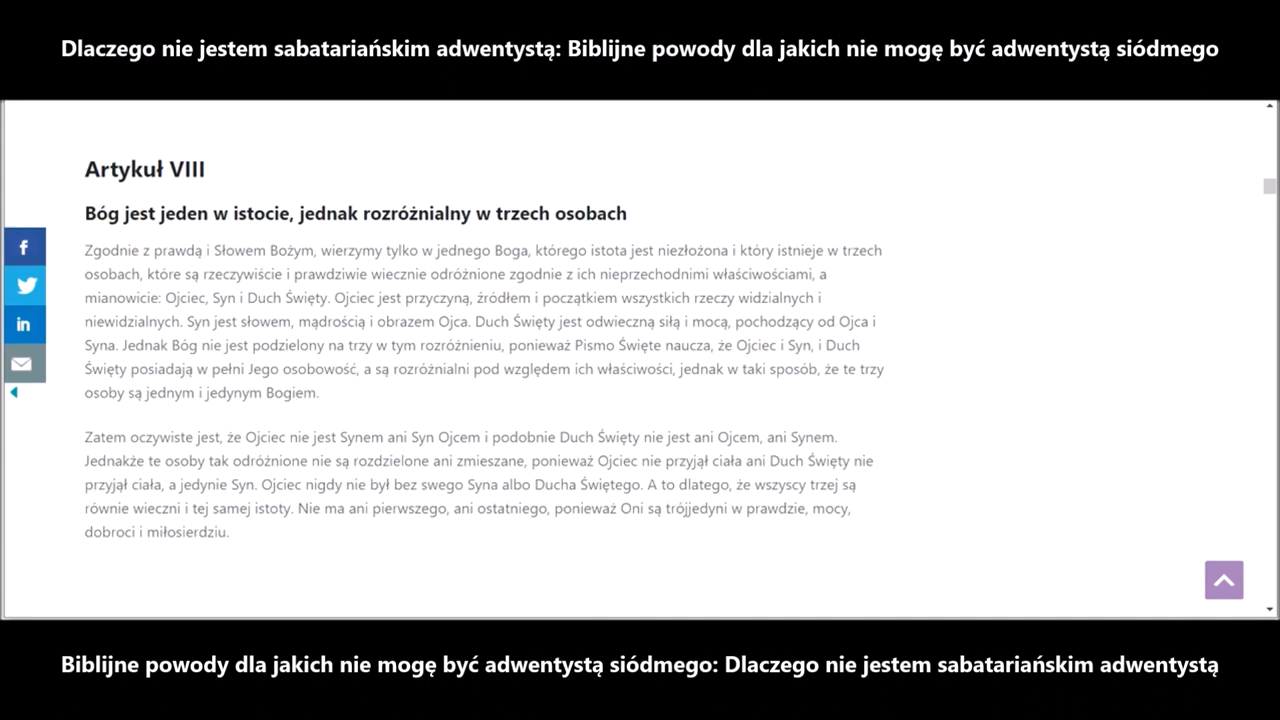 Dlaczego nie jestem sabatariańskim adwentystą: Biblijne powody dla jakich nie mogę być adwentystą siódmego
Artykuł VIII
Bóg jest jeden w istocie, jednak rozróżnialny w trzech osobach
Zgodnie z prawdą i Słowem Bożym, wierzymy tylko w jednego Boga, którego istota jest niezłożona i który istnieje w trzech
osobach, które są rzeczywiście i prawdziwie wiecznie odróżnione zgodnie z ich nieprzechodnimi właściwościami, a
mianowicie: Ojciec, Syn i Duch Święty. Ojciec jest przyczyną, źródłem i początkiem wszystkich rzeczy widzialnych i
niewidzialnych. Syn jest słowem, mądrością i obrazem Ojca. Duch Święty jest odwieczną siłą i mocą, pochodzący od Ojca i
Syna. Jednak Bóg nie jest podzielony na trzy w tym rozróżnieniu, ponieważ Pismo Święte naucza, że Ojciec i Syn, i Duch
Święty posiadają w pełni Jego osobowość, a są rozróżnialni pod względem ich właściwości, jednak w taki sposób, że te trzy
osoby są jednym i jedynym Bogiem.
Zatem oczywiste jest, że Ojciec nie jest Synem ani Syn Ojcem i podobnie Duch Święty nie jest ani Ojcem, ani Synem.
Jednakże te osoby tak odróżnione nie są rozdzielone ani zmieszane, ponieważ Ojciec nie przyjął ciała ani Duch Święty nie
przyjął ciała, a jedynie Syn. Ojciec nigdy nie był bez swego Syna albo Ducha Świętego. A to dlatego, że wszyscy trzej są
równie wieczni i tej samej istoty. Nie ma ani pierwszego, ani ostatniego, ponieważ Oni są trójjedyni w prawdzie, mocy,
dobroci i miłosierdziu.
Biblijne powody dla jakich nie mogę być adwentystą siódmego: Dlaczego nie jestem sabatariańskim adwentystą